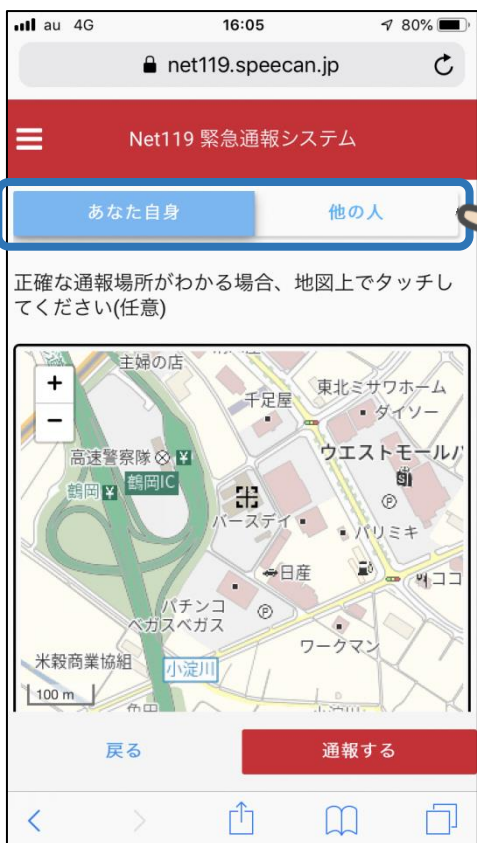 au 4G 16:05 80%
net119.speecan.jp
Net119 緊急通報システム
あなた自身 他の人
正確な通報場所がわかる場合、地図上でタッチし
てください(任意)
+
主婦の店
千足屋
東北ミサワホーム
ダイソー
−
高速警察隊
ウエストモールパ
鶴岡
鶴岡IC
バースデイ
P
パリミキ
日産
ココ
パチンコ
ベガスベガス
P
ワークマン
米穀商業協組
小淀川
100 m
戻る 通報する